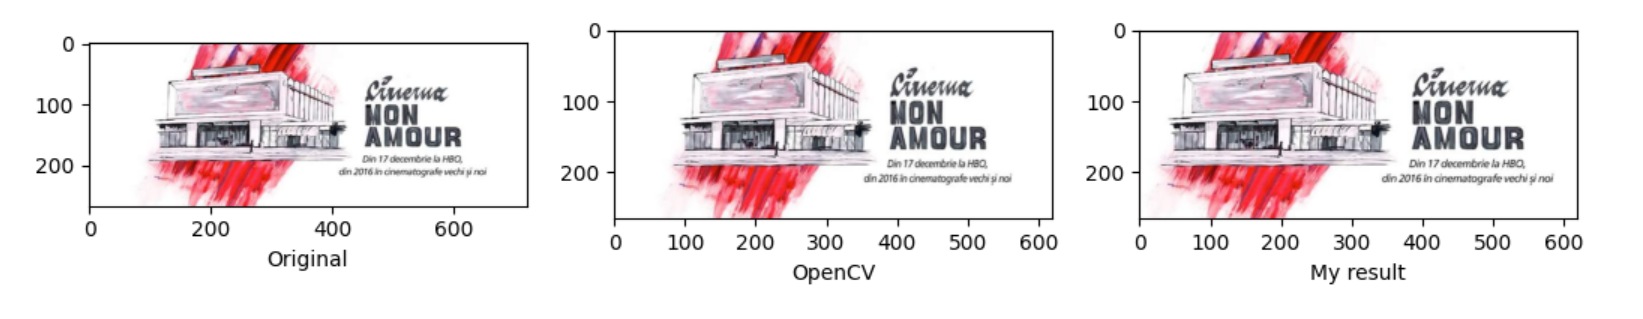 0
100
200
Cinema
MON
AMOUR
Din 17 decembrie la HBO,
din 2016 în cinematografe vechi și noi
0 200 400 600
Original
0
100
200
Cinema
MON
AMOUR
Din 17 decembrie la HBO,
din 2016 în cinematografe vechi și noi
0 100 200 300 400 500 600
OpenCV
0
100
200
Cinema
MON
AMOUR
Din 17 decembrie la HBO,
din 2016 în cinematografe vechi și noi
0 100 200 300 400 500 600
My result